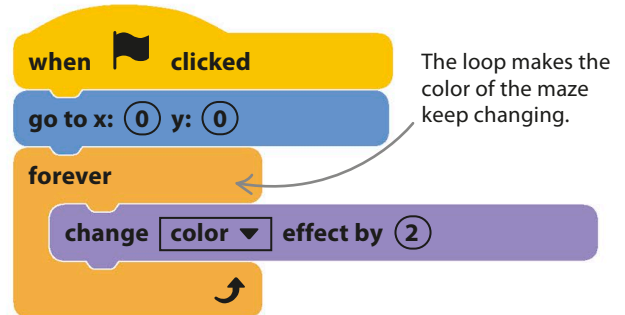 when clicked
The loop makes the
color of the maze
keep changing.
go to x: 0 y: 0
forever
change color effect by 2